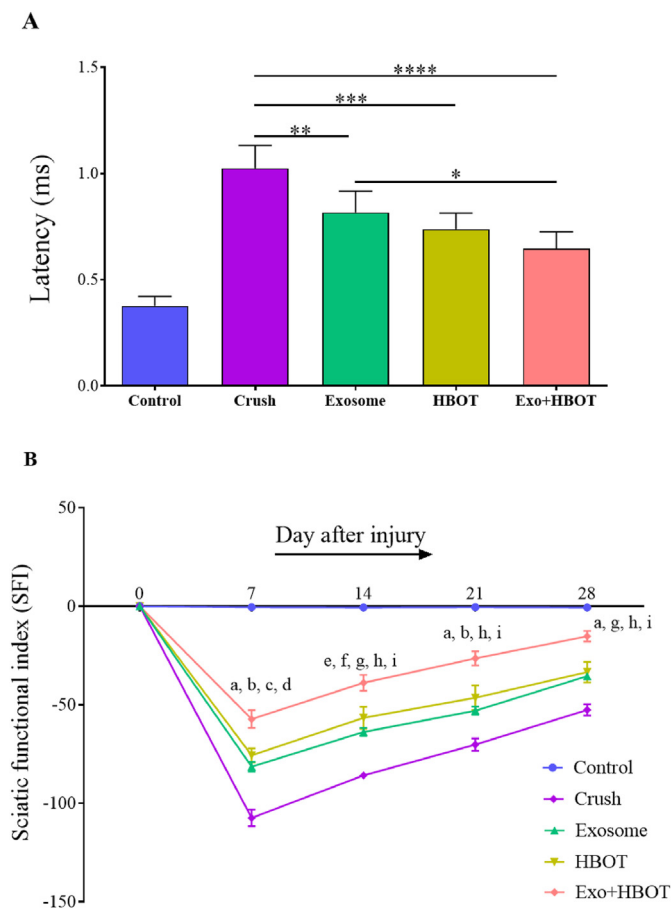 A
Latency (ms)
1.5
1.0
0.5
0.0
****
***
**
*
Control Crush Exosome HBOT Exo+HBOT
B
Sciatic functional index (SFI)
50
0
-50
-100
-150
Day after injury
0 7 14 21 28
a, b, c, d
e, f, g, h, i
a, b, h, i
a, g, h, i
Control
Crush
Exosome
HBOT
Exo+HBOT